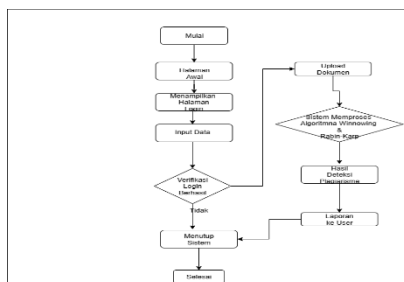 Mulai
Halaman
Awal
Menampilkan
Halaman
Login
Input Data
Verifikasi
Login
Berhasil
Tidak
Menutup
Sistem
Selesai
Upload
Dokumen
Sistem Memproses
Algoritma Winnowing
&
Rabin-Karp
Hasil
Deteksi
Plagiarisme
Laporan
ke User